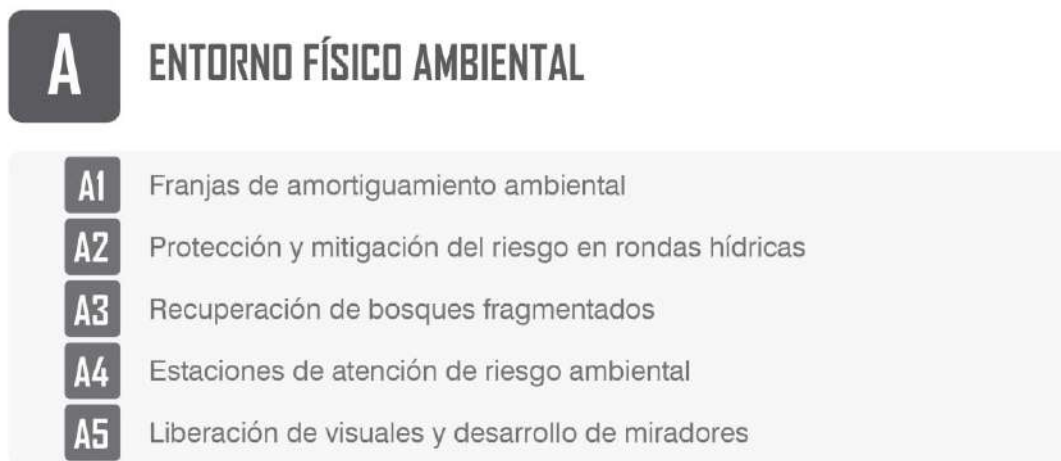 A ENTORNO FÍSICO AMBIENTAL
A1 Franjas de amortiguamiento ambiental
A2 Protección y mitigación del riesgo en rondas hídricas
A3 Recuperación de bosques fragmentados
A4 Estaciones de atención de riesgo ambiental
A5 Liberación de visuales y desarrollo de miradores